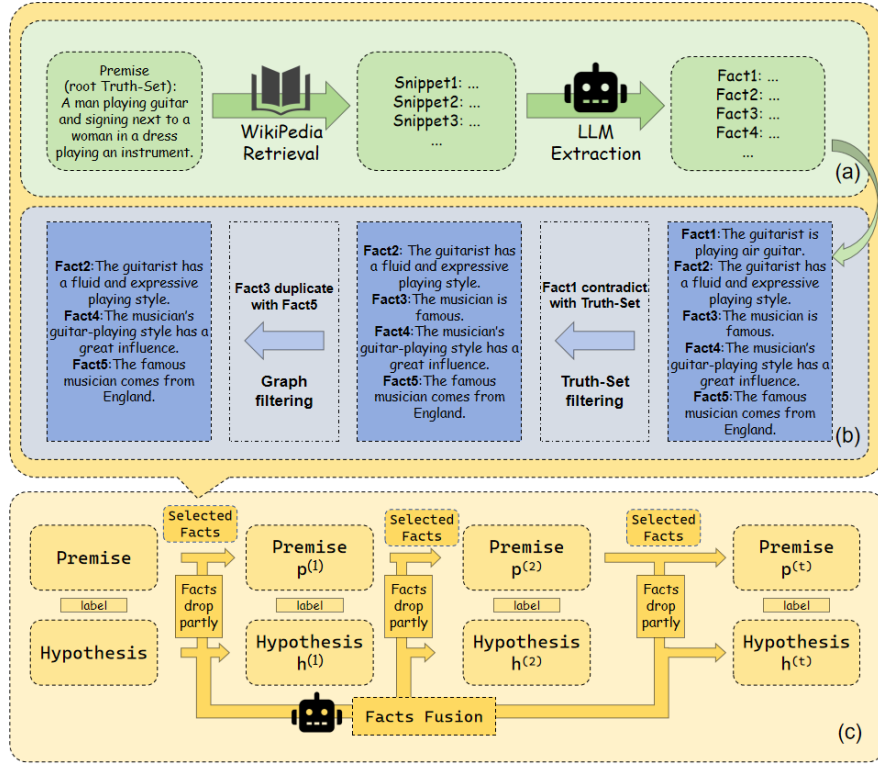 Premise
(root Truth-Set):
A man playing guitar
and signing next to a
woman in a dress
playing an instrument.
WikiPedia
Retrieval
Snippet1: ...
Snippet2: ...
Snippet3: ...
...
LLM
Extraction
Fact1: ...
Fact2: ...
Fact3: ...
Fact4: ...
...
(a)
Fact2:The guitarist has
a fluid and expressive
playing style.
Fact4:The musician's
guitar-playing style has a
great influence.
Fact5:The famous
musician comes from
England.
Fact3 duplicate
with Fact5
Graph
filtering
Fact2: The guitarist has
a fluid and expressive
playing style.
Fact3:The musician is
famous.
Fact4:The musician's
guitar-playing style has a
great influence.
Fact5:The famous
musician comes from
England.
Fact1 contradict
with Truth-Set
Truth-Set
filtering
Fact1:The guitarist is
playing air guitar.
Fact2: The guitarist has
a fluid and expressive
playing style.
Fact3:The musician is
famous.
Fact4:The musician's
guitar-playing style has a
great influence.
Fact5:The famous
musician comes from
England.
(b)
Premise
label
Hypothesis
Selected
Facts
Facts
drop
partly
Premise
p(1)
label
Hypothesis
h(1)
Selected
Facts
Facts
drop
partly
Premise
p(2)
label
Hypothesis
h(2)
Selected
Facts
Facts
drop
partly
Premise
p(t)
label
Hypothesis
h(t)
Facts Fusion
(c)